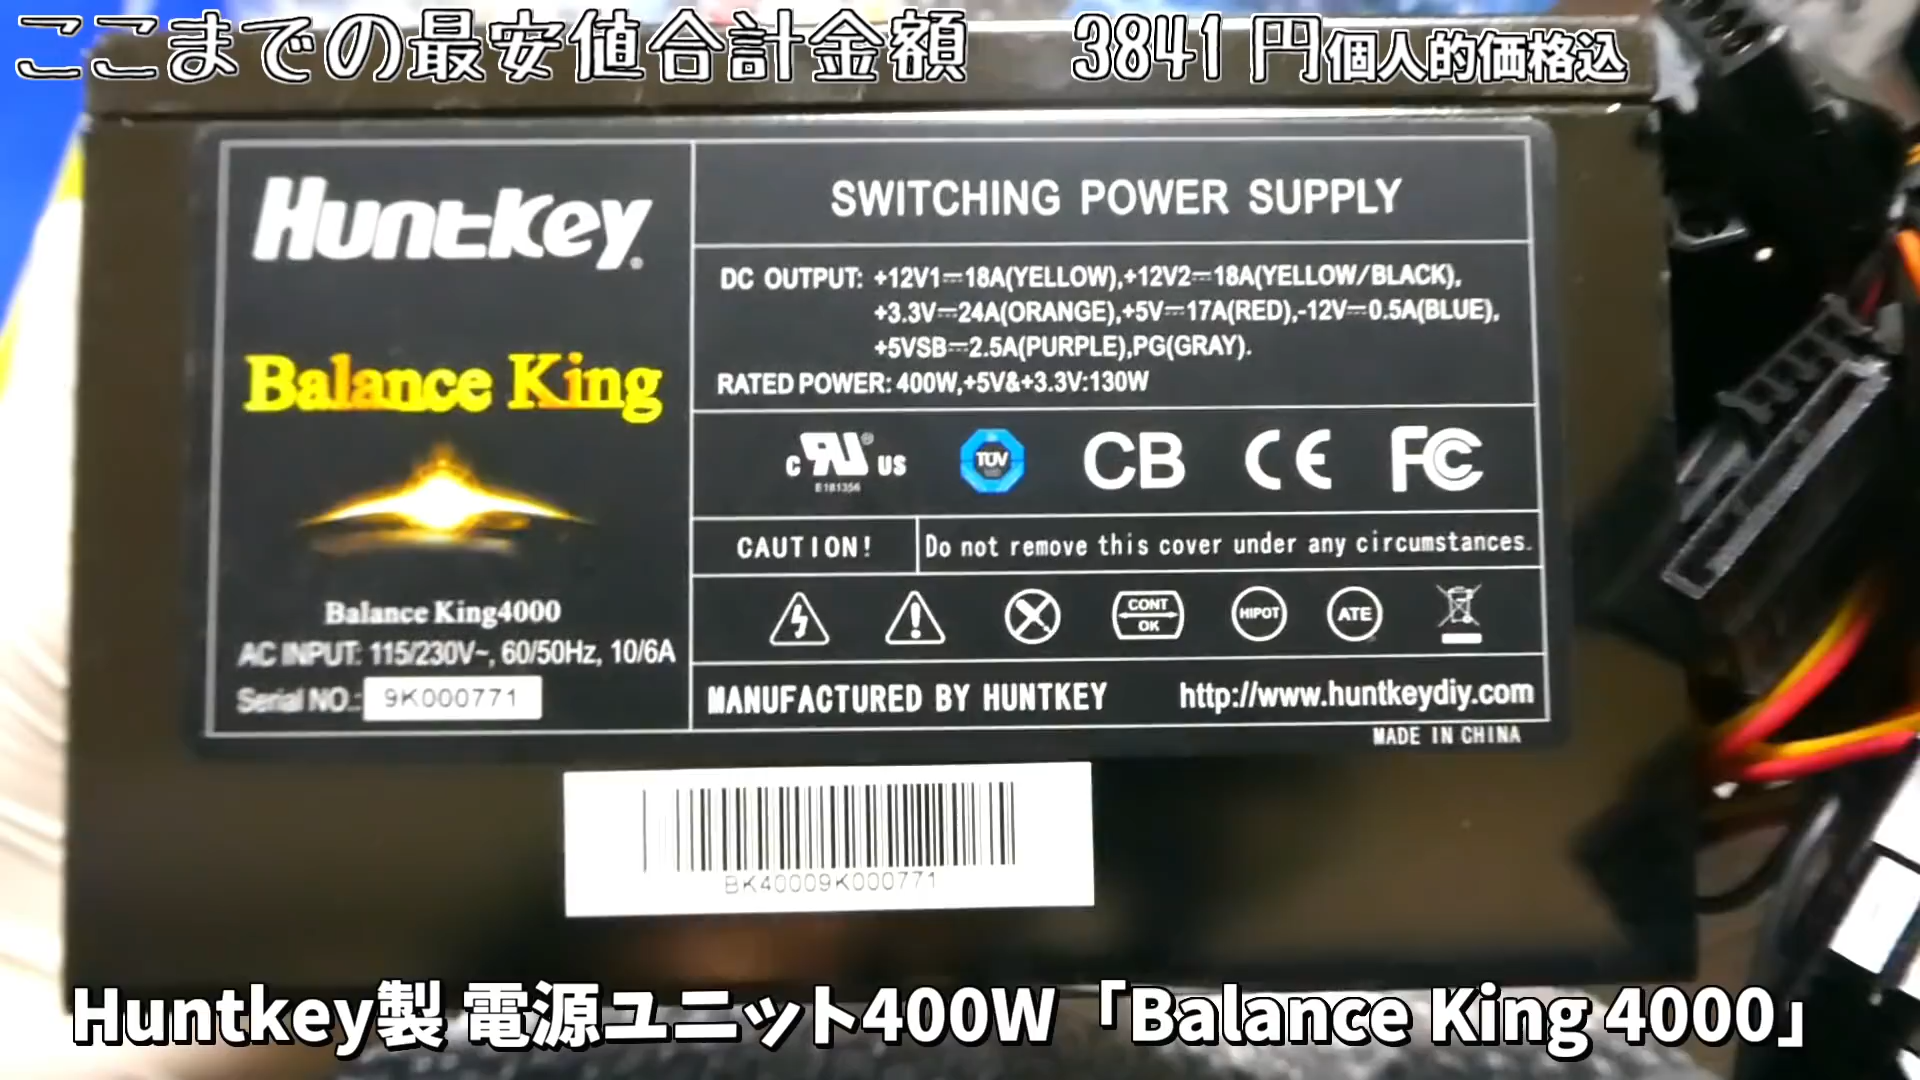 ここまでの最安値合計金額 3841円個人的価格込
Huntkey®
Balance King
Balance King4000
AC INPUT: 115/230V~, 60/50Hz, 10/6A
Serial NO.: 9K000771
SWITCHING POWER SUPPLY
DC OUTPUT: +12V1⎓18A(YELLOW),+12V2⎓18A(YELLOW/BLACK),
+3.3V⎓24A(ORANGE),+5V⎓17A(RED),-12V⎓0.5A(BLUE),
+5VSB⎓2.5A(PURPLE),PG(GRAY).
RATED POWER: 400W,+5V&+3.3V:130W
c RU® US TÜV CB CE FC
E181356
CAUTION! Do not remove this cover under any circumstances.
CONT OK HIPOT ATE
MANUFACTURED BY HUNTKEY http://www.huntkeydiy.com
MADE IN CHINA
BK40009K000771
Huntkey製 電源ユニット400W「Balance King 4000」